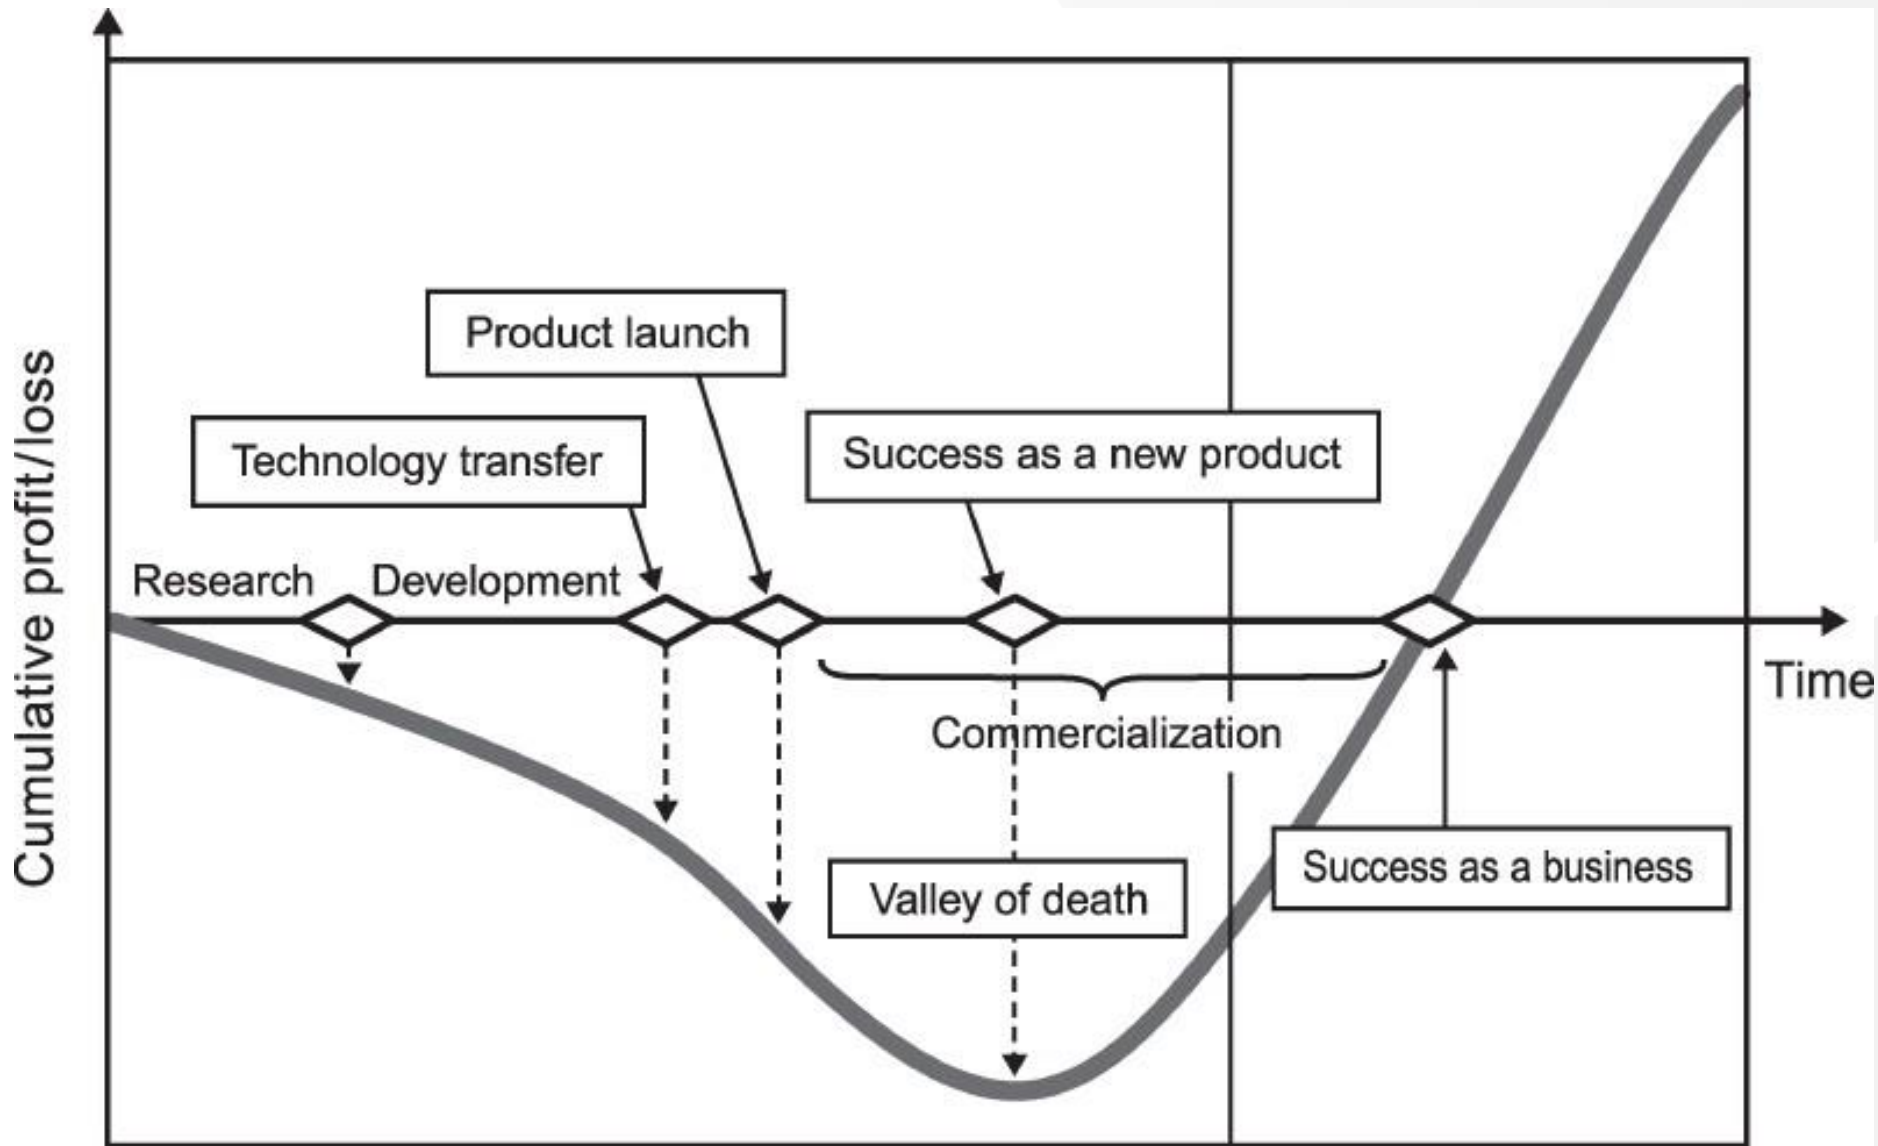 Product launch
Technology transfer
Success as a new product
Research
Development
Cumulative profit/loss
Time
Commercialization
Valley of death
Success as a business